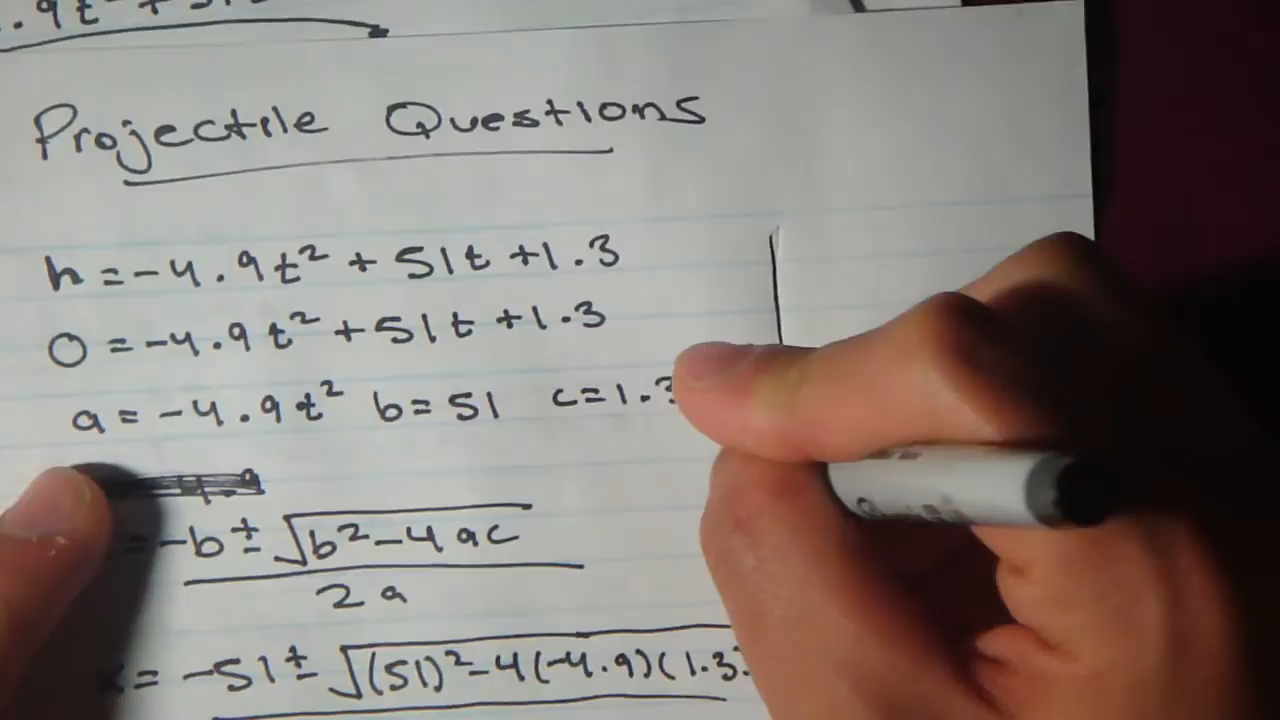 Projectile Questions
h = -4.9t² + 51t + 1.3
0 = -4.9t² + 51t + 1.3
a = -4.9t² b = 51 c = 1.3
= -b ± √b² - 4ac
2a
x = -51 ± √(51)² - 4(-4.9)(1.3)